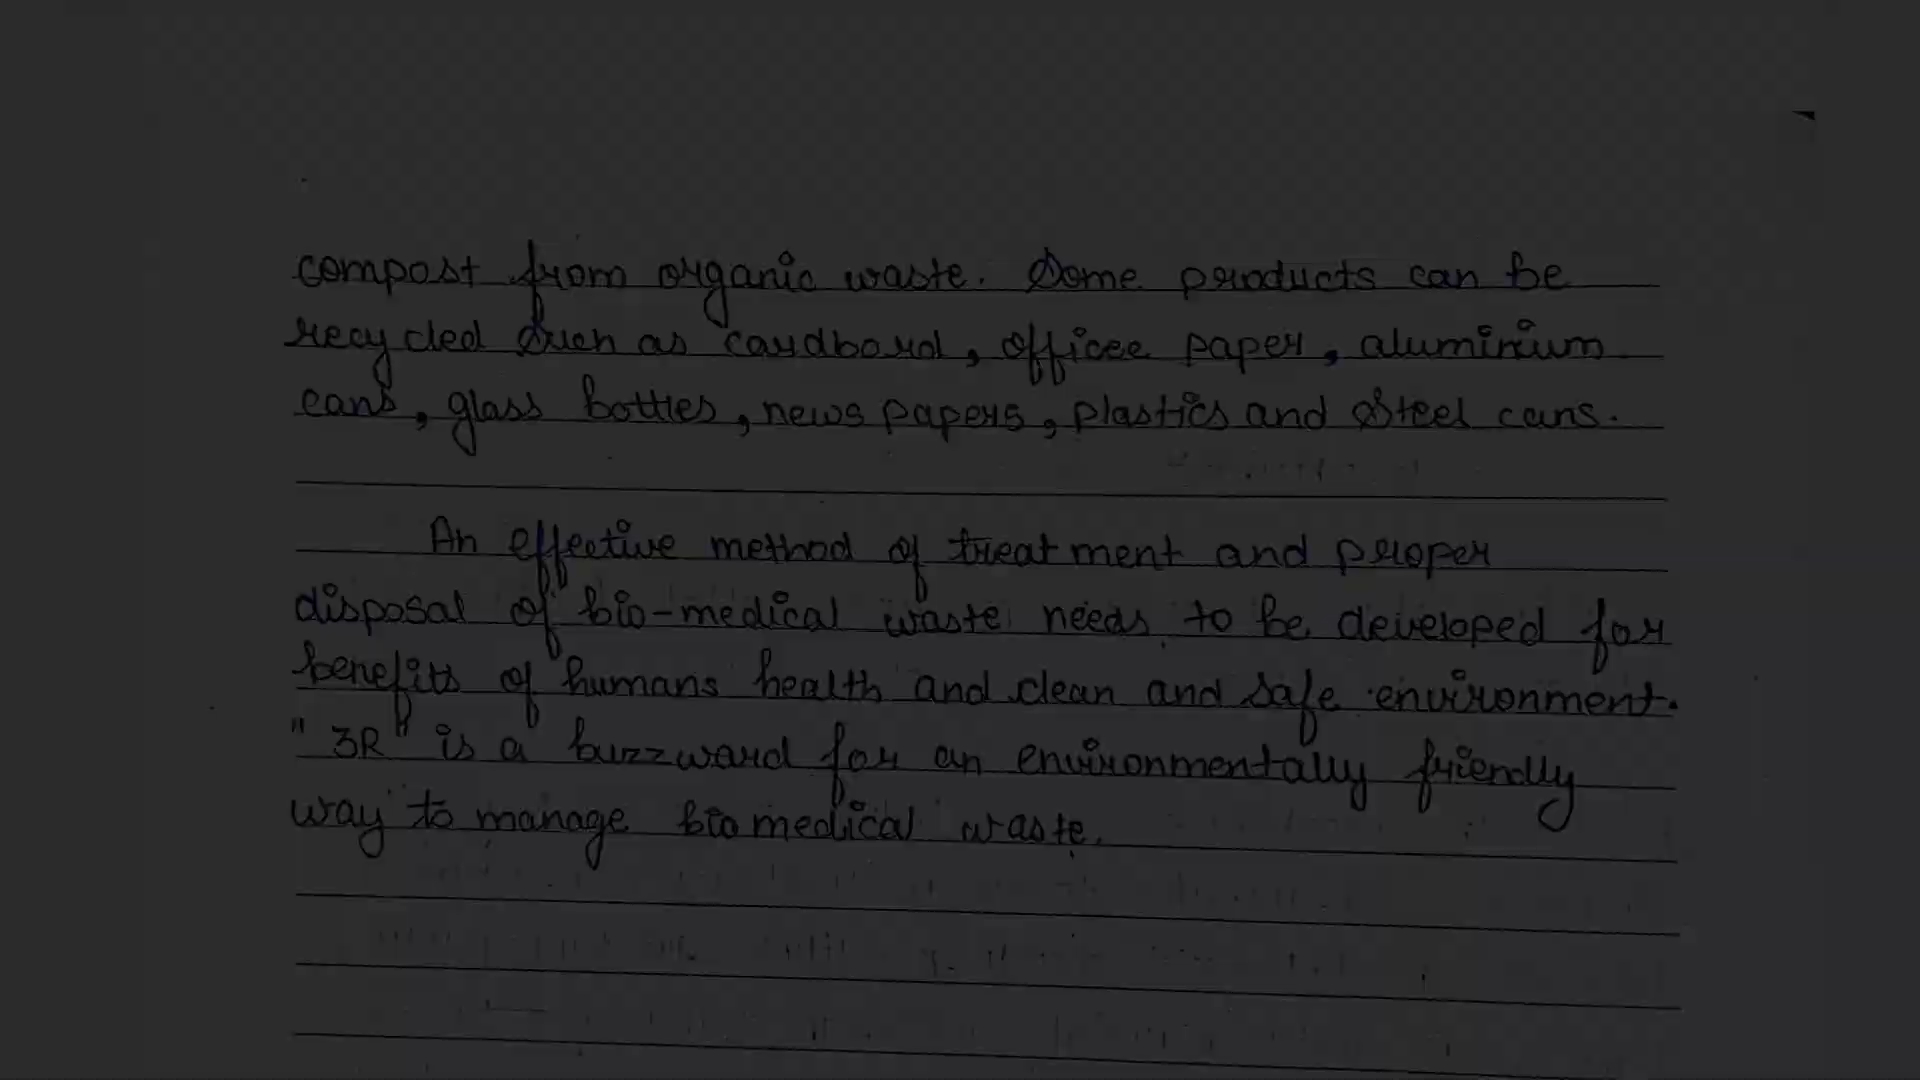 compost from organic waste. Some products can be
recycled such as cardboard, officee paper, aluminium
cans, glass bottles, news papers, plastics and steel cans.
An effective method of treatment and proper
disposal of bio-medical waste needs to be developed for
benefits of humans health and clean and safe environment.
"3R" is a buzzward for an environmentally friendly
way to manage bio medical waste.